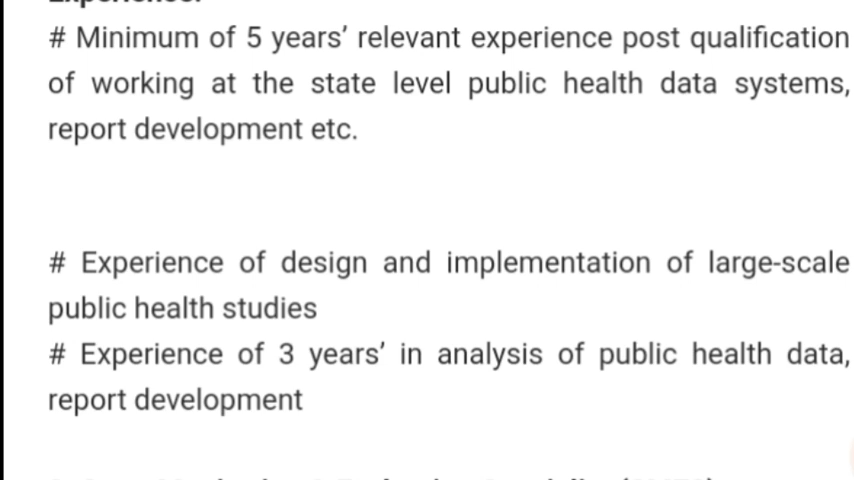 # Minimum of 5 years’ relevant experience post qualification
of working at the state level public health data systems,
report development etc.
# Experience of design and implementation of large-scale
public health studies
# Experience of 3 years’ in analysis of public health data,
report development